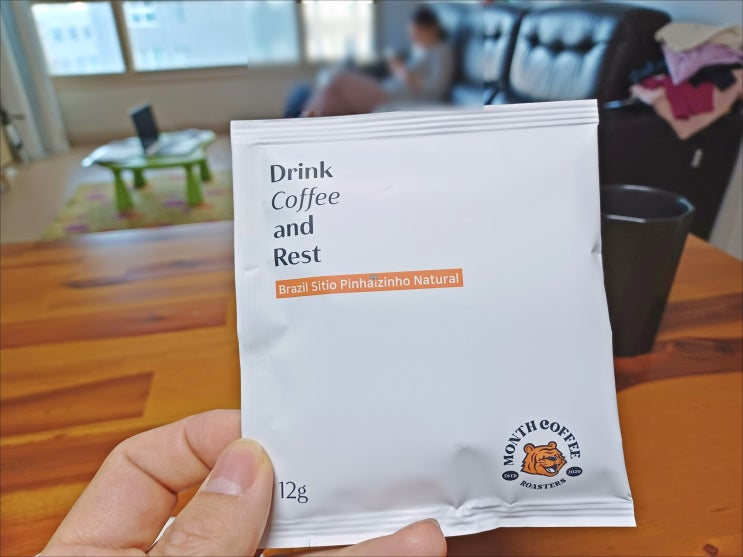 Drink
Coffee
and
Rest
Brazil Sitio Pinhaizinho Natural
MONTH COFFEE
ESTD 2020
ROASTERS
12g